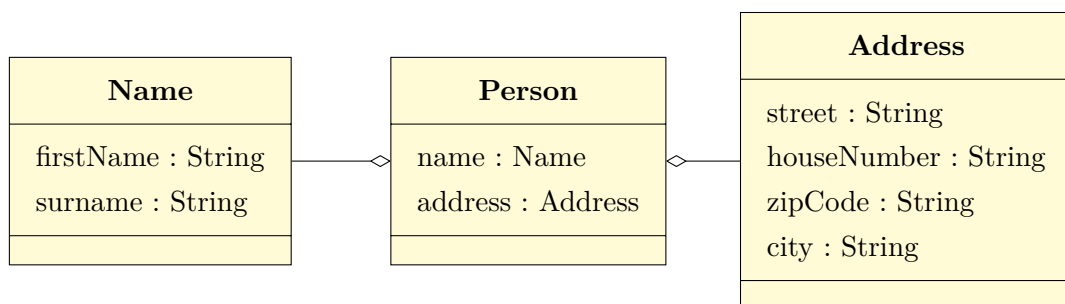 Name
firstName : String
surname : String
Person
name : Name
address : Address
Address
street : String
houseNumber : String
zipCode : String
city : String